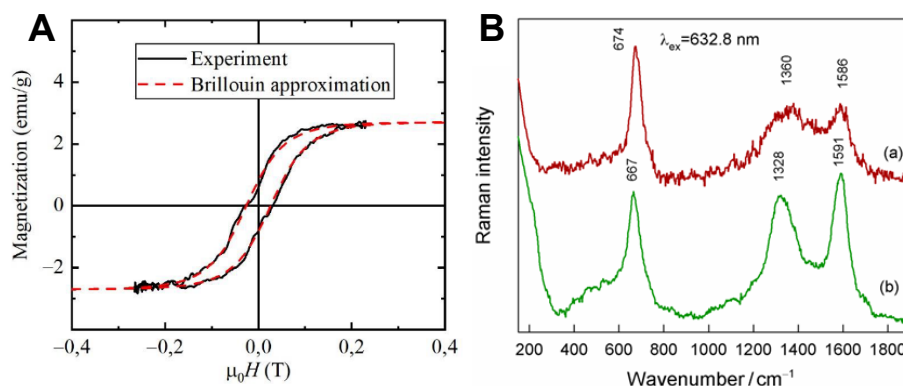 A
Experiment
Brillouin approximation
Magnetization (emu/g)
4
2
0
−2
−0,4
−0,2
0,0
0,2
0,4
μ₀H (T)
B
λex=632.8 nm
674
1360
1586
(a)
667
1328
1591
(b)
Raman intensity
200 400 600 800 1000 1200 1400 1600 1800
Wavenumber / cm⁻¹